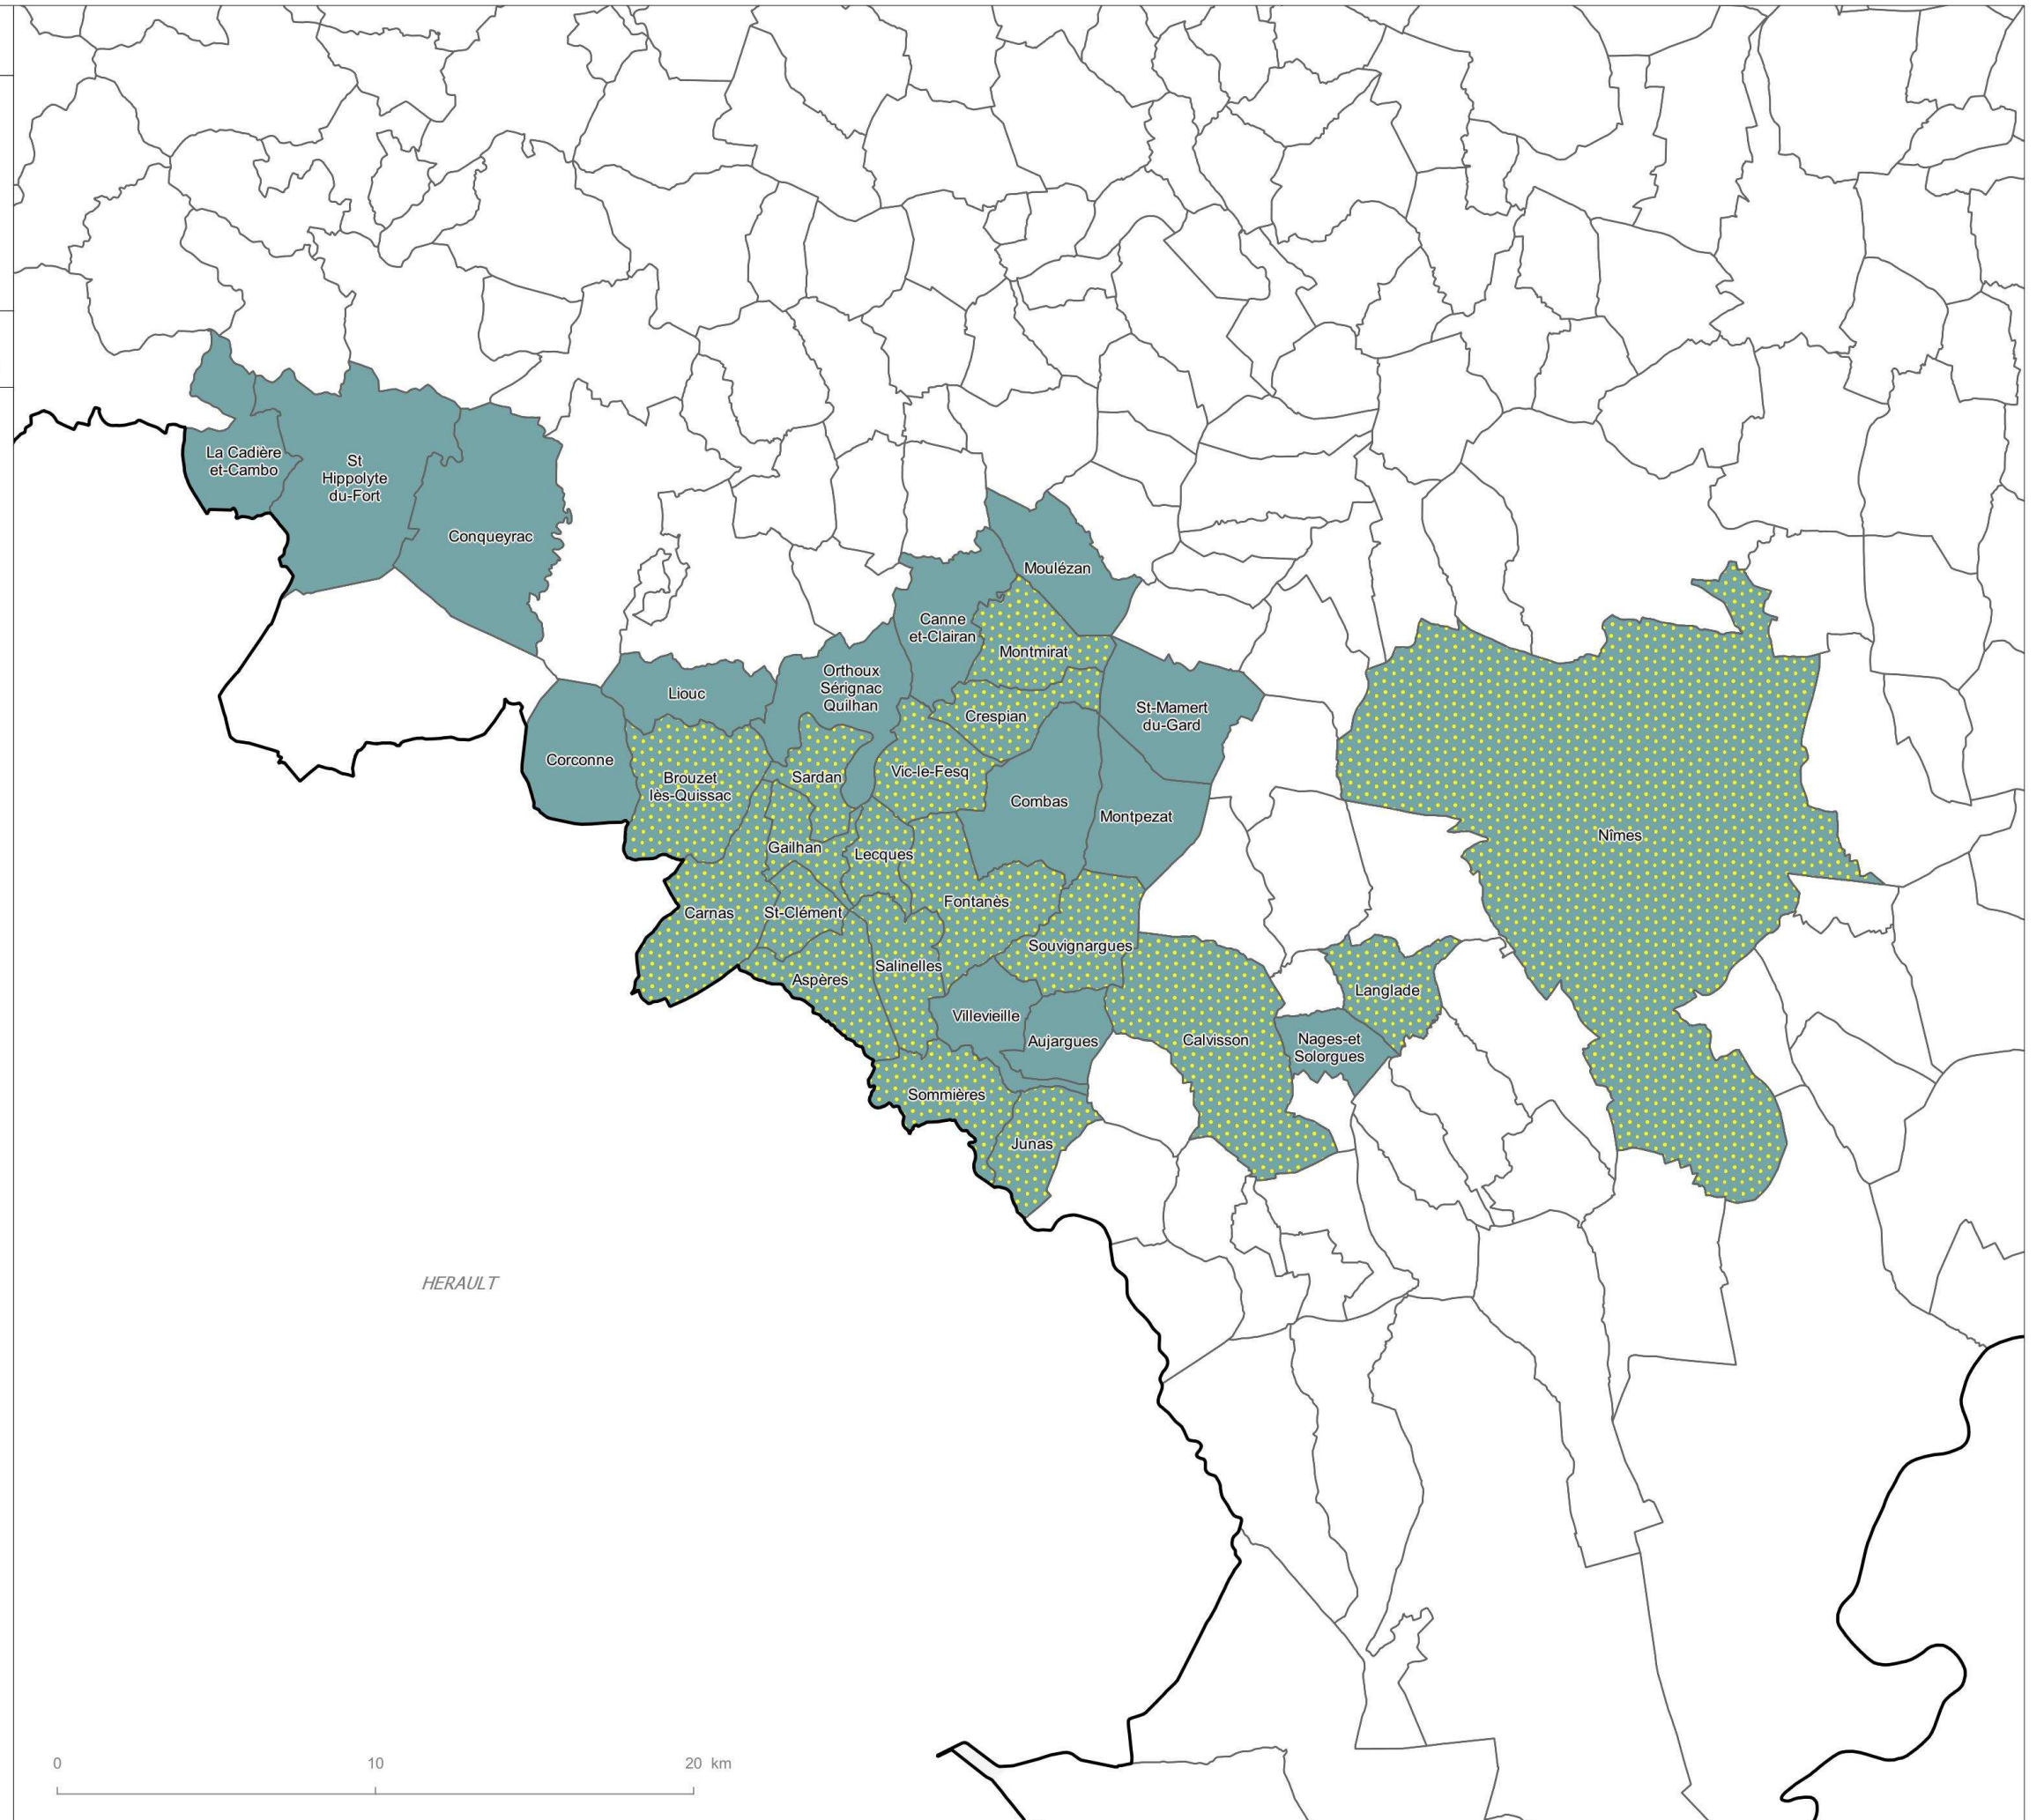 La Cadière
et-Cambo
St
Hippolyte
du-Fort
Conqueyrac
Moulézan
Canne
et-Clairan
Montmirat
Orthoux
Sérignac
Quilhan
Liouc
Crespian
St-Mamert
du-Gard
Corconne
Brouzet
lès-Quissac
Sardan
Vic-le-Fesq
Combas
Montpezat
Nîmes
Gailhan
Lecques
Fontanès
Carnas
St-Clément
Souvignargues
Salinelles
Aspères
Langlade
Villevieille
Aujargues
Calvisson
Nages-et
Solorgues
Sommières
Junas
HERAULT
0 10 20 km